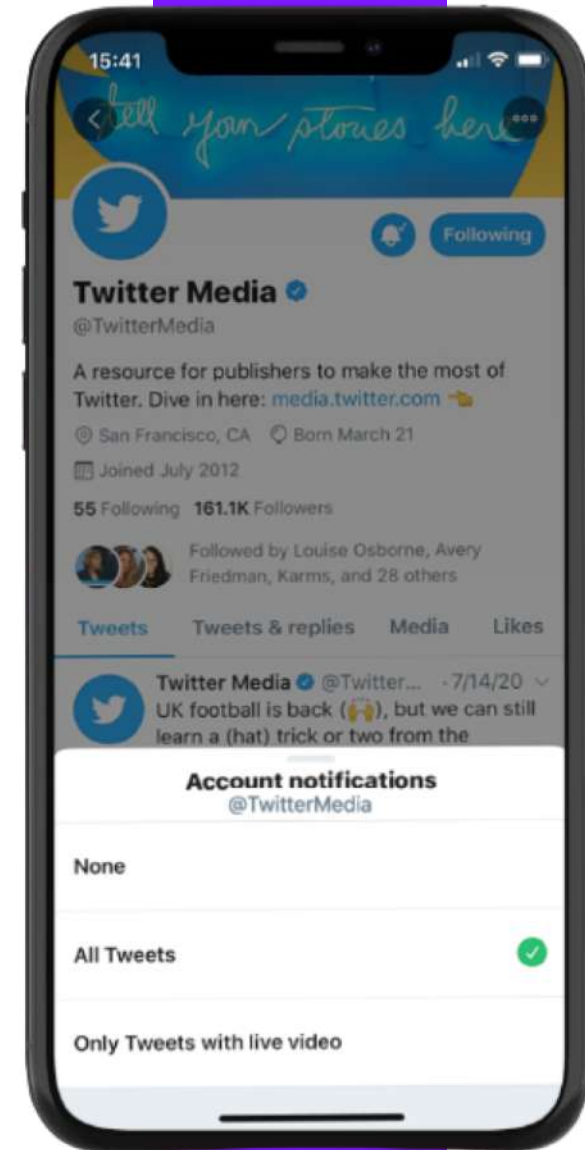 15:41
tell your stories here
Following
Twitter Media
@TwitterMedia
A resource for publishers to make the most of
Twitter. Dive in here: media.twitter.com 👈
San Francisco, CA Born March 21
Joined July 2012
55 Following 161.1K Followers
Followed by Louise Osborne, Avery
Friedman, Karms, and 28 others
Tweets Tweets & replies Media Likes
Twitter Media @Twitter... · 7/14/20
UK football is back (🙌), but we can still
learn a (hat) trick or two from the
Account notifications
@TwitterMedia
None
All Tweets
Only Tweets with live video